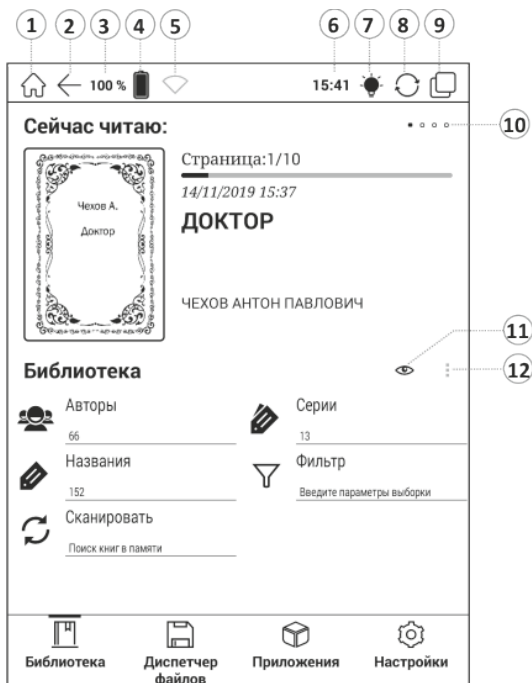 1 2 3 4 5 6 7 8 9
100 % 15:41
Сейчас читаю:
10
Страница:1/10
14/11/2019 15:37
ДОКТОР
Чехов А.
Доктор
ЧЕХОВ АНТОН ПАВЛОВИЧ
11
Библиотека
12
Авторы
66
Серии
13
Названия
152
Фильтр
Введите параметры выборки
Сканировать
Поиск книг в памяти
Библиотека
Диспетчер
файлов
Приложения
Настройки